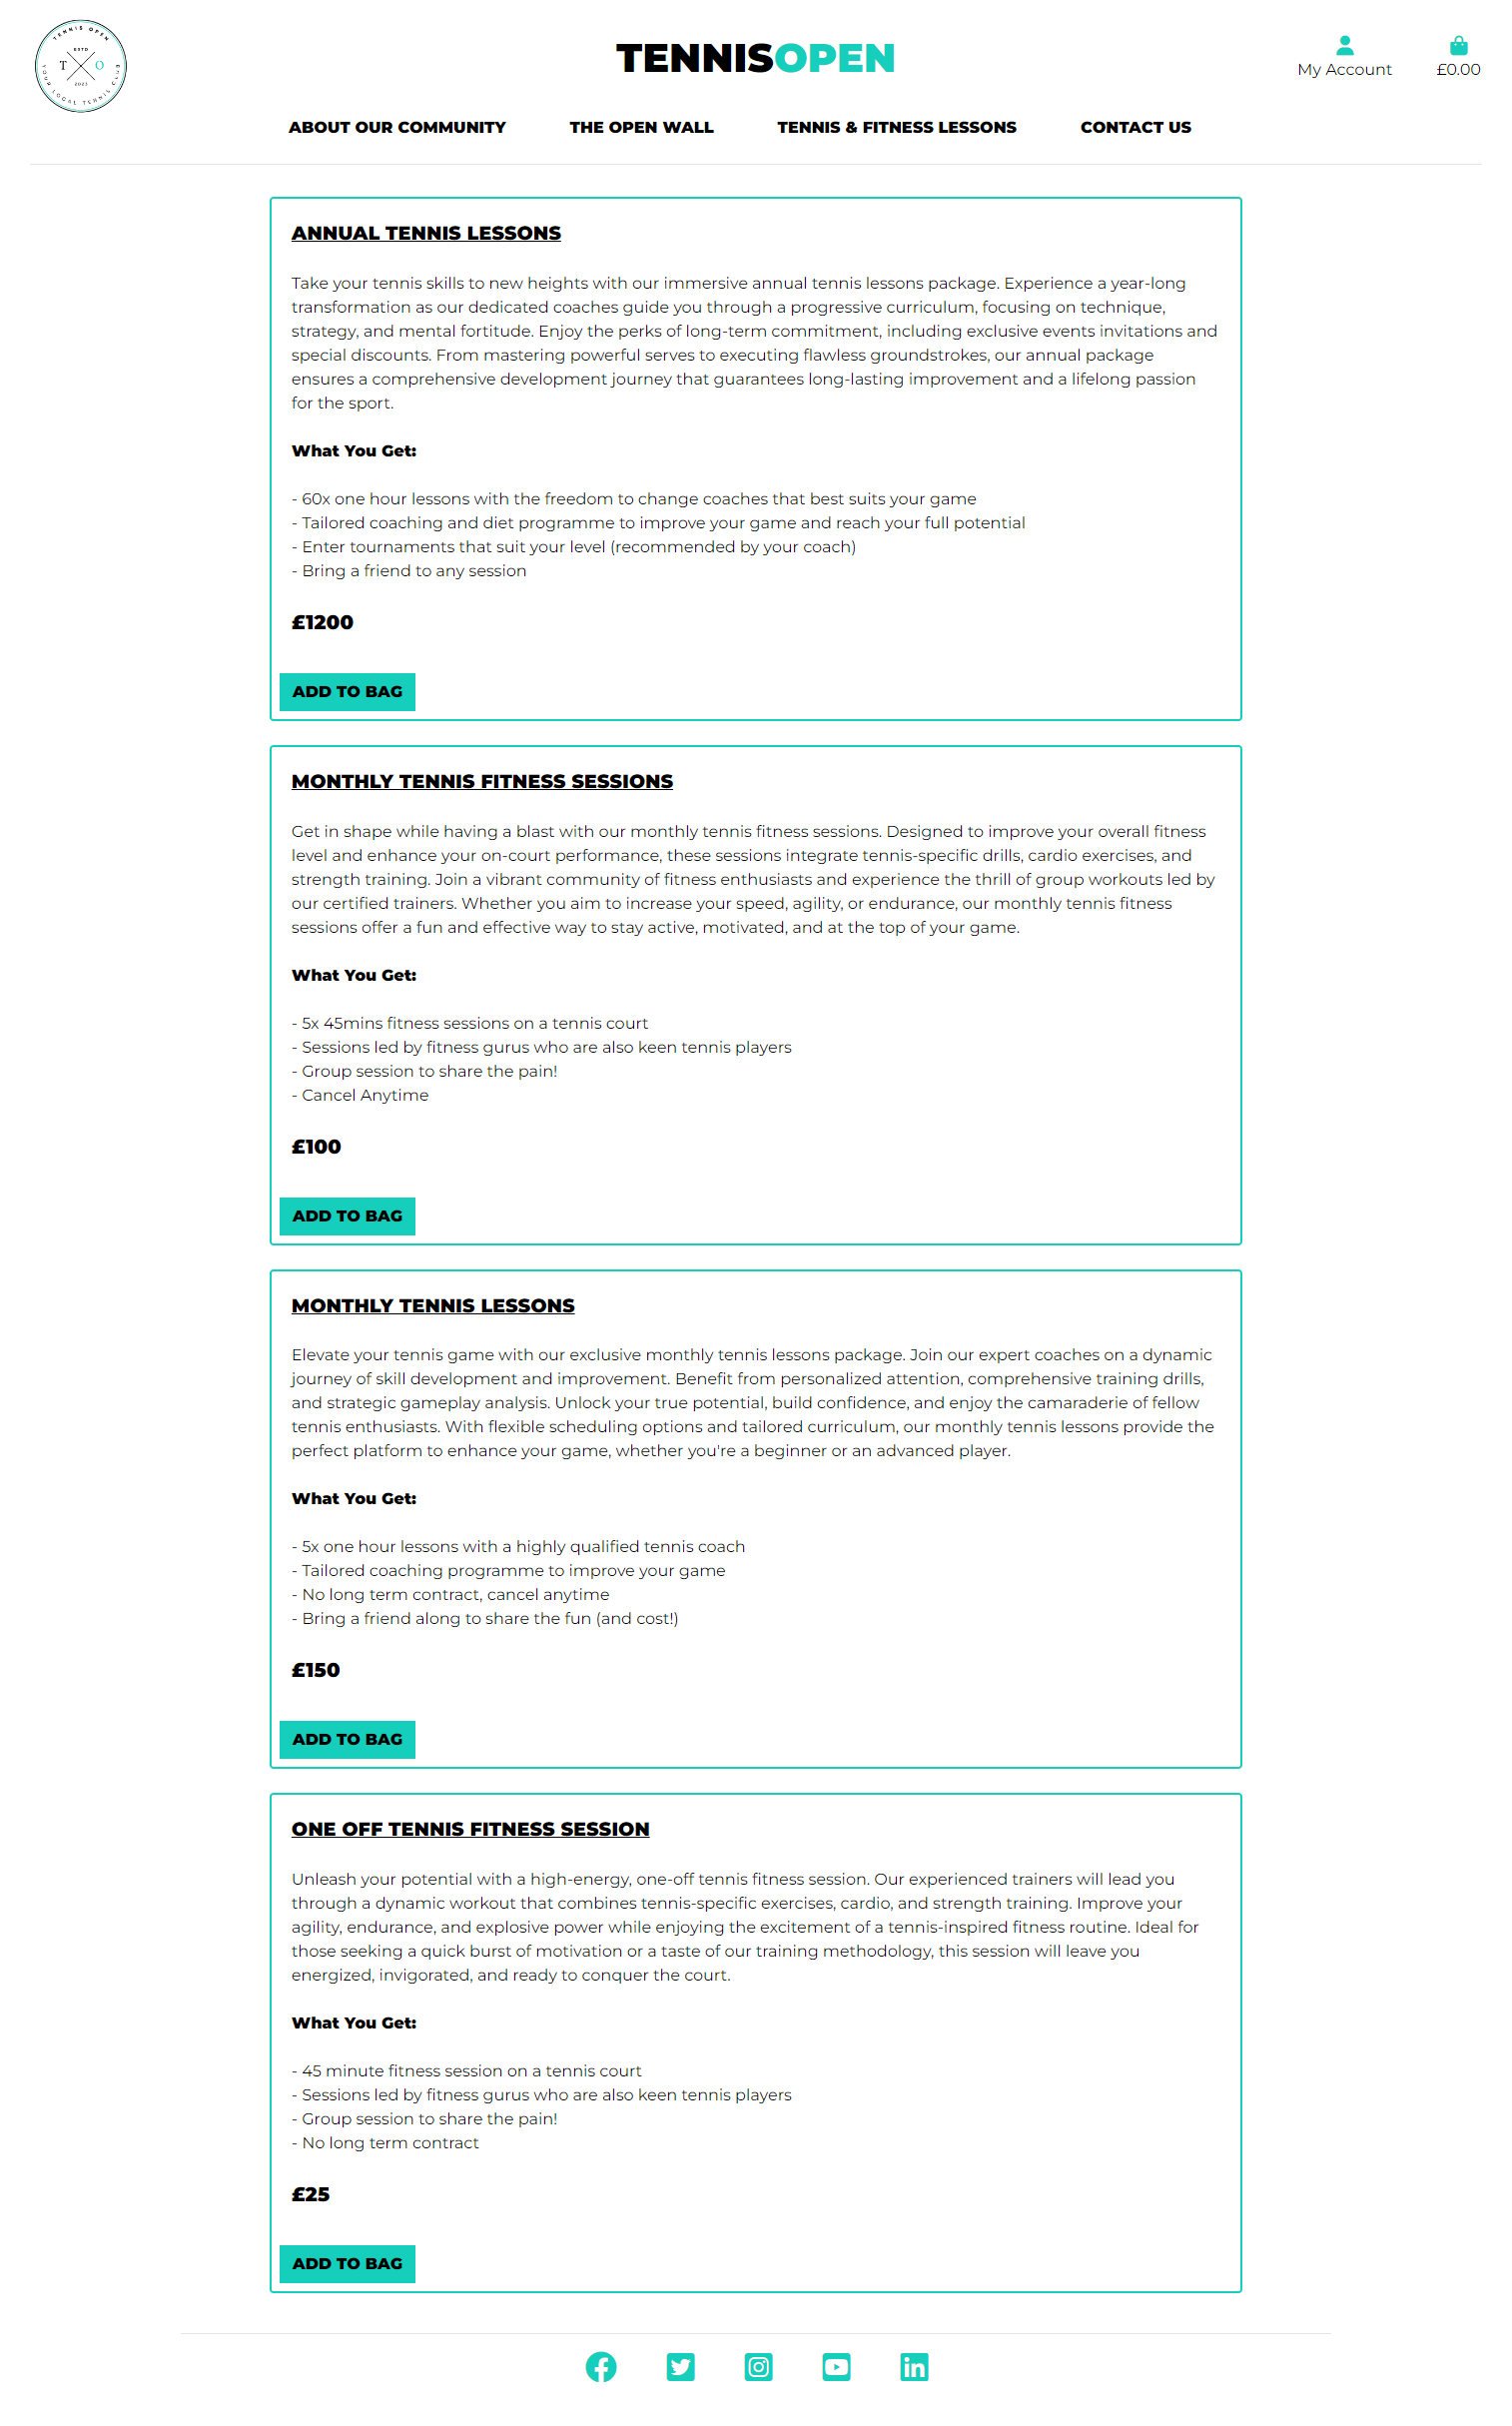 TENNIS OPEN
ESTD
T O
2023
YOUR LOCAL TENNIS CLUB
TENNISOPEN
My Account
£0.00
ABOUT OUR COMMUNITY
THE OPEN WALL
TENNIS & FITNESS LESSONS
CONTACT US
ANNUAL TENNIS LESSONS
Take your tennis skills to new heights with our immersive annual tennis lessons package. Experience a year-long
transformation as our dedicated coaches guide you through a progressive curriculum, focusing on technique,
strategy, and mental fortitude. Enjoy the perks of long-term commitment, including exclusive events invitations and
special discounts. From mastering powerful serves to executing flawless groundstrokes, our annual package
ensures a comprehensive development journey that guarantees long-lasting improvement and a lifelong passion
for the sport.
What You Get:
- 60x one hour lessons with the freedom to change coaches that best suits your game
- Tailored coaching and diet programme to improve your game and reach your full potential
- Enter tournaments that suit your level (recommended by your coach)
- Bring a friend to any session
£1200
ADD TO BAG
MONTHLY TENNIS FITNESS SESSIONS
Get in shape while having a blast with our monthly tennis fitness sessions. Designed to improve your overall fitness
level and enhance your on-court performance, these sessions integrate tennis-specific drills, cardio exercises, and
strength training. Join a vibrant community of fitness enthusiasts and experience the thrill of group workouts led by
our certified trainers. Whether you aim to increase your speed, agility, or endurance, our monthly tennis fitness
sessions offer a fun and effective way to stay active, motivated, and at the top of your game.
What You Get:
- 5x 45mins fitness sessions on a tennis court
- Sessions led by fitness gurus who are also keen tennis players
- Group session to share the pain!
- Cancel Anytime
£100
ADD TO BAG
MONTHLY TENNIS LESSONS
Elevate your tennis game with our exclusive monthly tennis lessons package. Join our expert coaches on a dynamic
journey of skill development and improvement. Benefit from personalized attention, comprehensive training drills,
and strategic gameplay analysis. Unlock your true potential, build confidence, and enjoy the camaraderie of fellow
tennis enthusiasts. With flexible scheduling options and tailored curriculum, our monthly tennis lessons provide the
perfect platform to enhance your game, whether you're a beginner or an advanced player.
What You Get:
- 5x one hour lessons with a highly qualified tennis coach
- Tailored coaching programme to improve your game
- No long term contract, cancel anytime
- Bring a friend along to share the fun (and cost!)
£150
ADD TO BAG
ONE OFF TENNIS FITNESS SESSION
Unleash your potential with a high-energy, one-off tennis fitness session. Our experienced trainers will lead you
through a dynamic workout that combines tennis-specific exercises, cardio, and strength training. Improve your
agility, endurance, and explosive power while enjoying the excitement of a tennis-inspired fitness routine. Ideal for
those seeking a quick burst of motivation or a taste of our training methodology, this session will leave you
energized, invigorated, and ready to conquer the court.
What You Get:
- 45 minute fitness session on a tennis court
- Sessions led by fitness gurus who are also keen tennis players
- Group session to share the pain!
- No long term contract
£25
ADD TO BAG